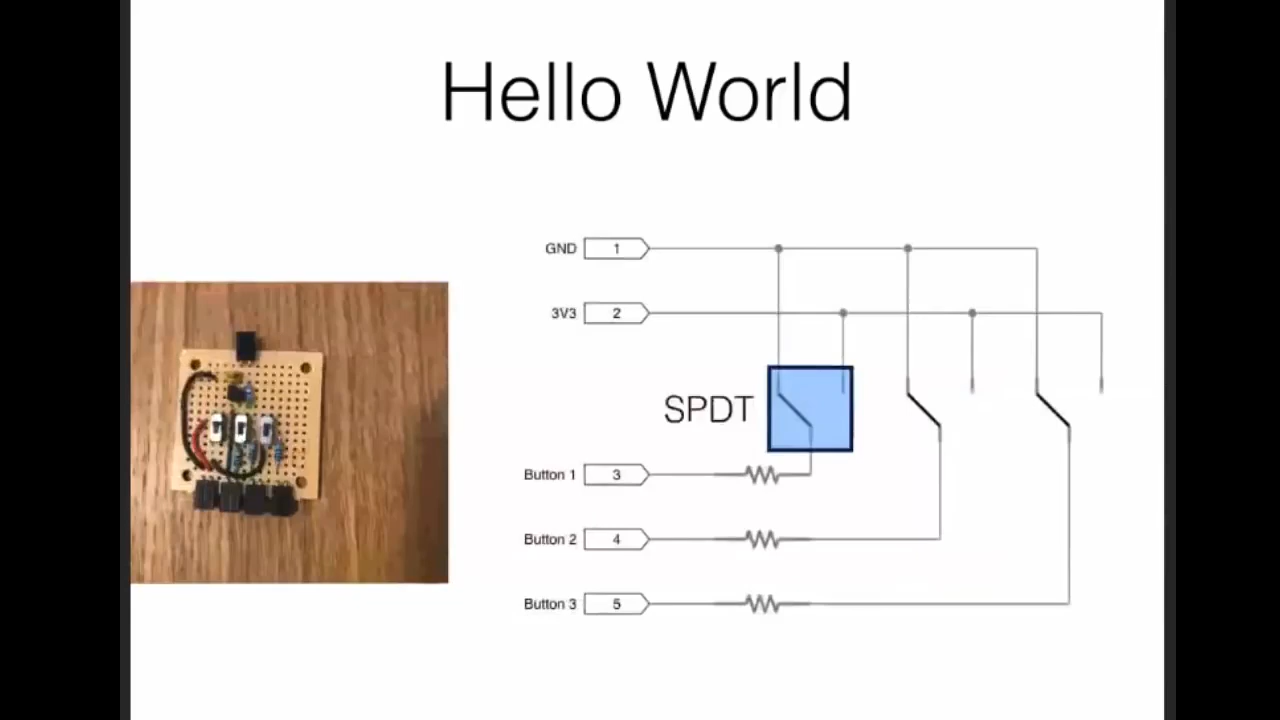 Hello World
GND 1
3V3 2
SPDT
Button 1 3
Button 2 4
Button 3 5